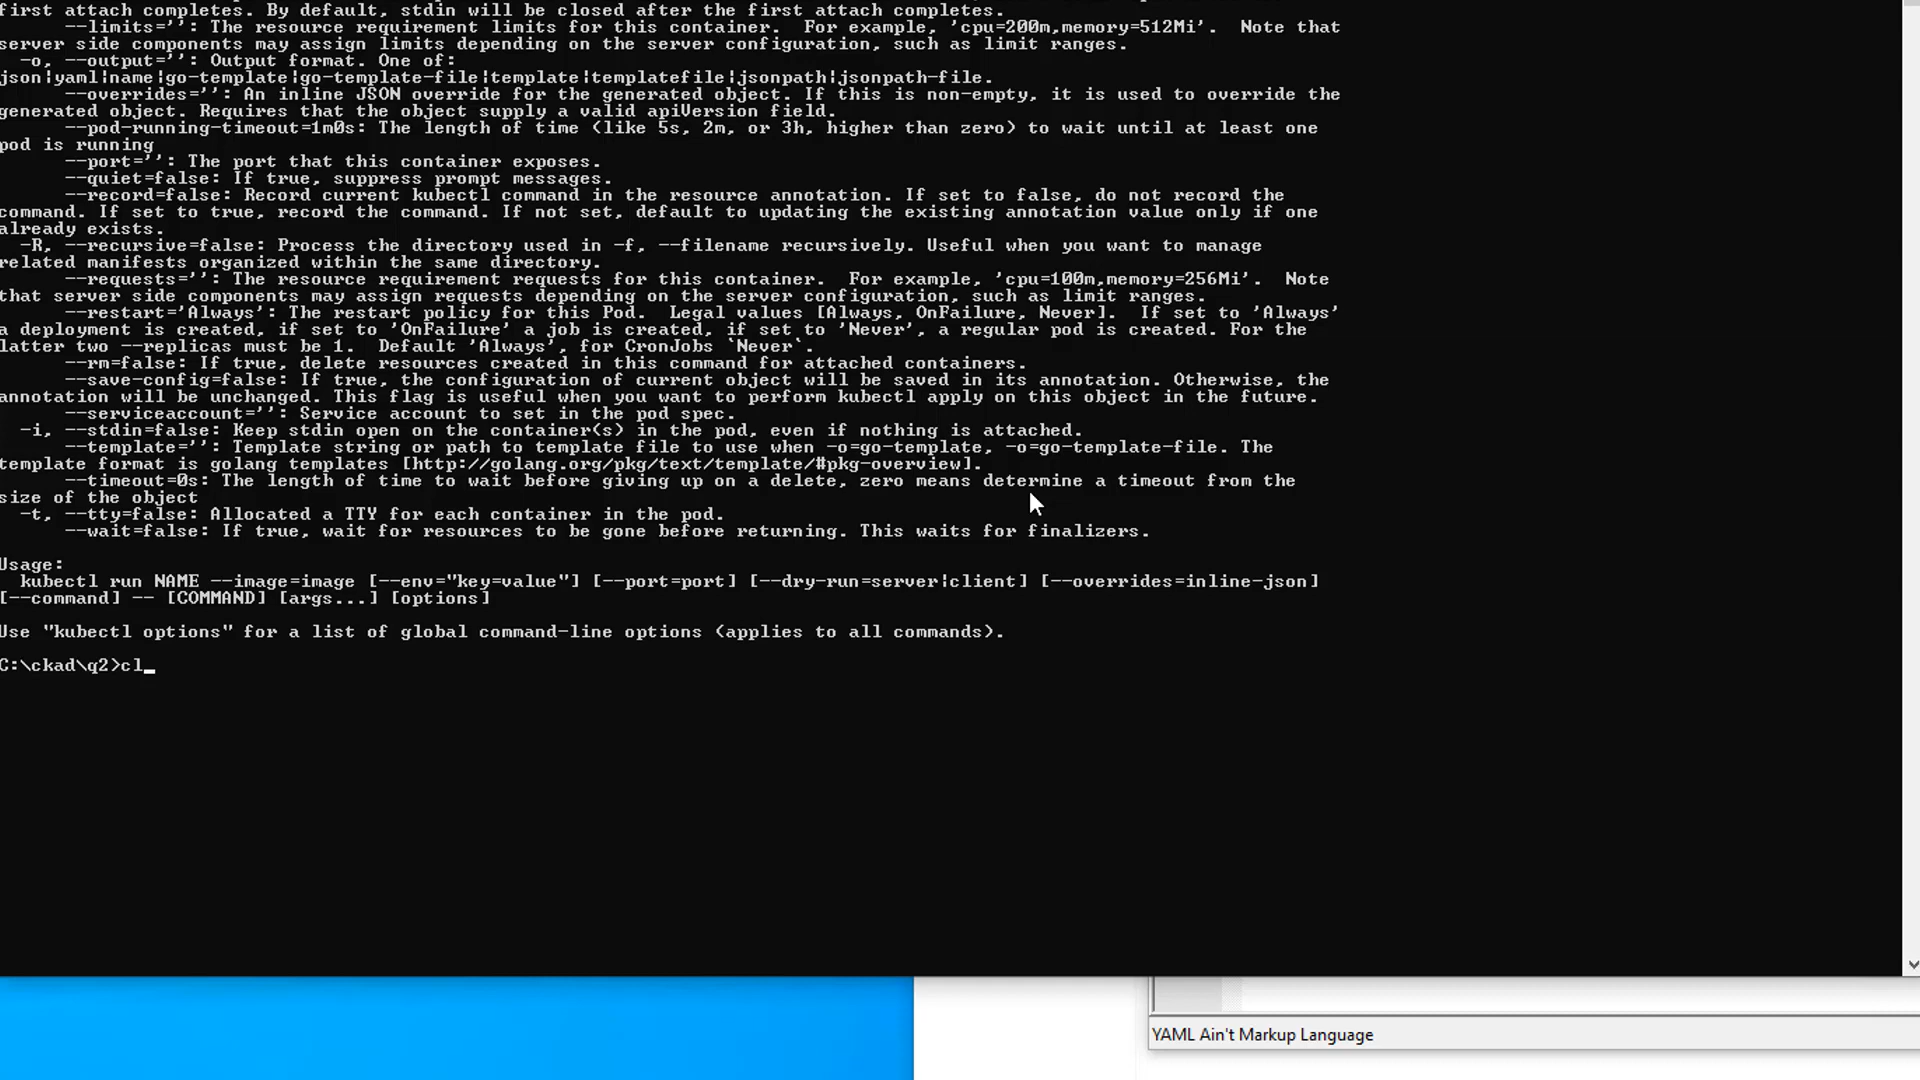 first attach completes. By default, stdin will be closed after the first attach completes.
--limits='': The resource requirement limits for this container.  For example, 'cpu=200m,memory=512Mi'.  Note that
server side components may assign limits depending on the server configuration, such as limit ranges.
-o, --output='': Output format. One of:
json|yaml|name|go-template|go-template-file|template|templatefile|jsonpath|jsonpath-file.
--overrides='': An inline JSON override for the generated object. If this is non-empty, it is used to override the
generated object. Requires that the object supply a valid apiVersion field.
--pod-running-timeout=1m0s: The length of time (like 5s, 2m, or 3h, higher than zero) to wait until at least one
pod is running
--port='': The port that this container exposes.
--quiet=false: If true, suppress prompt messages.
--record=false: Record current kubectl command in the resource annotation. If set to false, do not record the
command. If set to true, record the command. If not set, default to updating the existing annotation value only if one
already exists.
-R, --recursive=false: Process the directory used in -f, --filename recursively. Useful when you want to manage
related manifests organized within the same directory.
--requests='': The resource requirement requests for this container.  For example, 'cpu=100m,memory=256Mi'.  Note
that server side components may assign requests depending on the server configuration, such as limit ranges.
--restart='Always': The restart policy for this Pod.  Legal values [Always, OnFailure, Never].  If set to 'Always'
a deployment is created, if set to 'OnFailure' a job is created, if set to 'Never', a regular pod is created. For the
latter two --replicas must be 1.  Default 'Always', for CronJobs `Never`.
--rm=false: If true, delete resources created in this command for attached containers.
--save-config=false: If true, the configuration of current object will be saved in its annotation. Otherwise, the
annotation will be unchanged. This flag is useful when you want to perform kubectl apply on this object in the future.
--serviceaccount='': Service account to set in the pod spec.
-i, --stdin=false: Keep stdin open on the container(s) in the pod, even if nothing is attached.
--template='': Template string or path to template file to use when -o=go-template, -o=go-template-file. The
template format is golang templates [http://golang.org/pkg/text/template/#pkg-overview].
--timeout=0s: The length of time to wait before giving up on a delete, zero means determine a timeout from the
size of the object
-t, --tty=false: Allocated a TTY for each container in the pod.
--wait=false: If true, wait for resources to be gone before returning. This waits for finalizers.
Usage:
kubectl run NAME --image=image [--env="key=value"] [--port=port] [--dry-run=server|client] [--overrides=inline-json]
[--command] -- [COMMAND] [args...] [options]
Use "kubectl options" for a list of global command-line options (applies to all commands).
C:\ckad\q2>cl_
YAML Ain't Markup Language